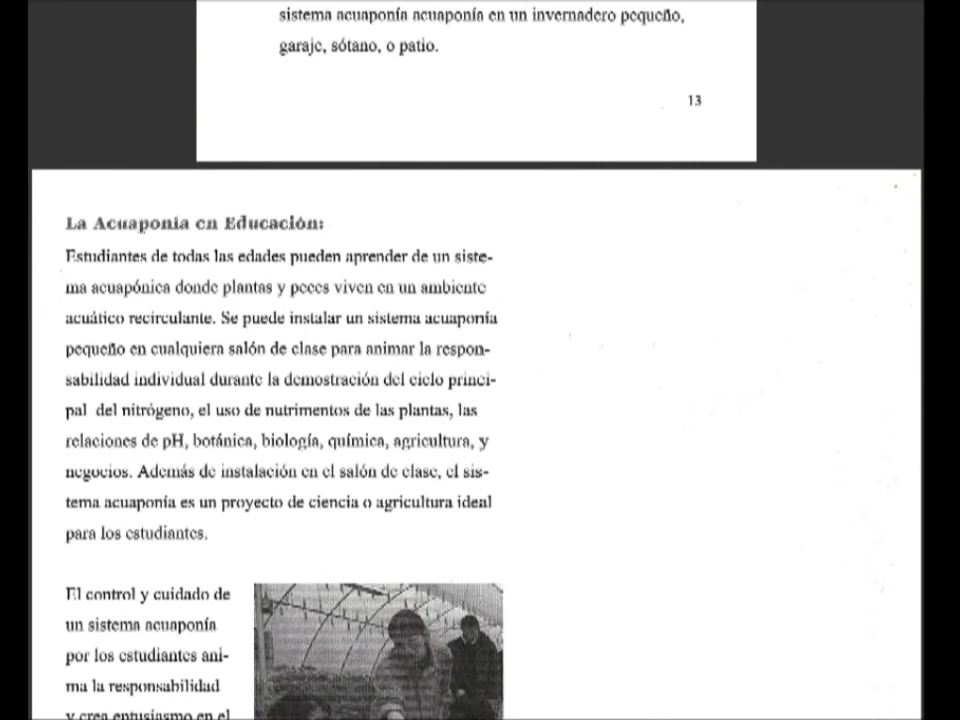 sistema acuaponía acuaponía en un invernadero pequeño,
garaje, sótano, o patio.
13
La Acuaponia en Educación:
Estudiantes de todas las edades pueden aprender de un siste-
ma acuapónica donde plantas y peces viven en un ambiente
acuático recirculante. Se puede instalar un sistema acuaponía
pequeño en cualquiera salón de clase para animar la respon-
sabilidad individual durante la demostración del ciclo princi-
pal del nitrógeno, el uso de nutrimentos de las plantas, las
relaciones de pH, botánica, biología, química, agricultura, y
negocios. Además de instalación en el salón de clase, el sis-
tema acuaponía es un proyecto de ciencia o agricultura ideal
para los estudiantes.
El control y cuidado de
un sistema acuaponía
por los estudiantes ani-
ma la responsabilidad
y crea entusiasmo en el